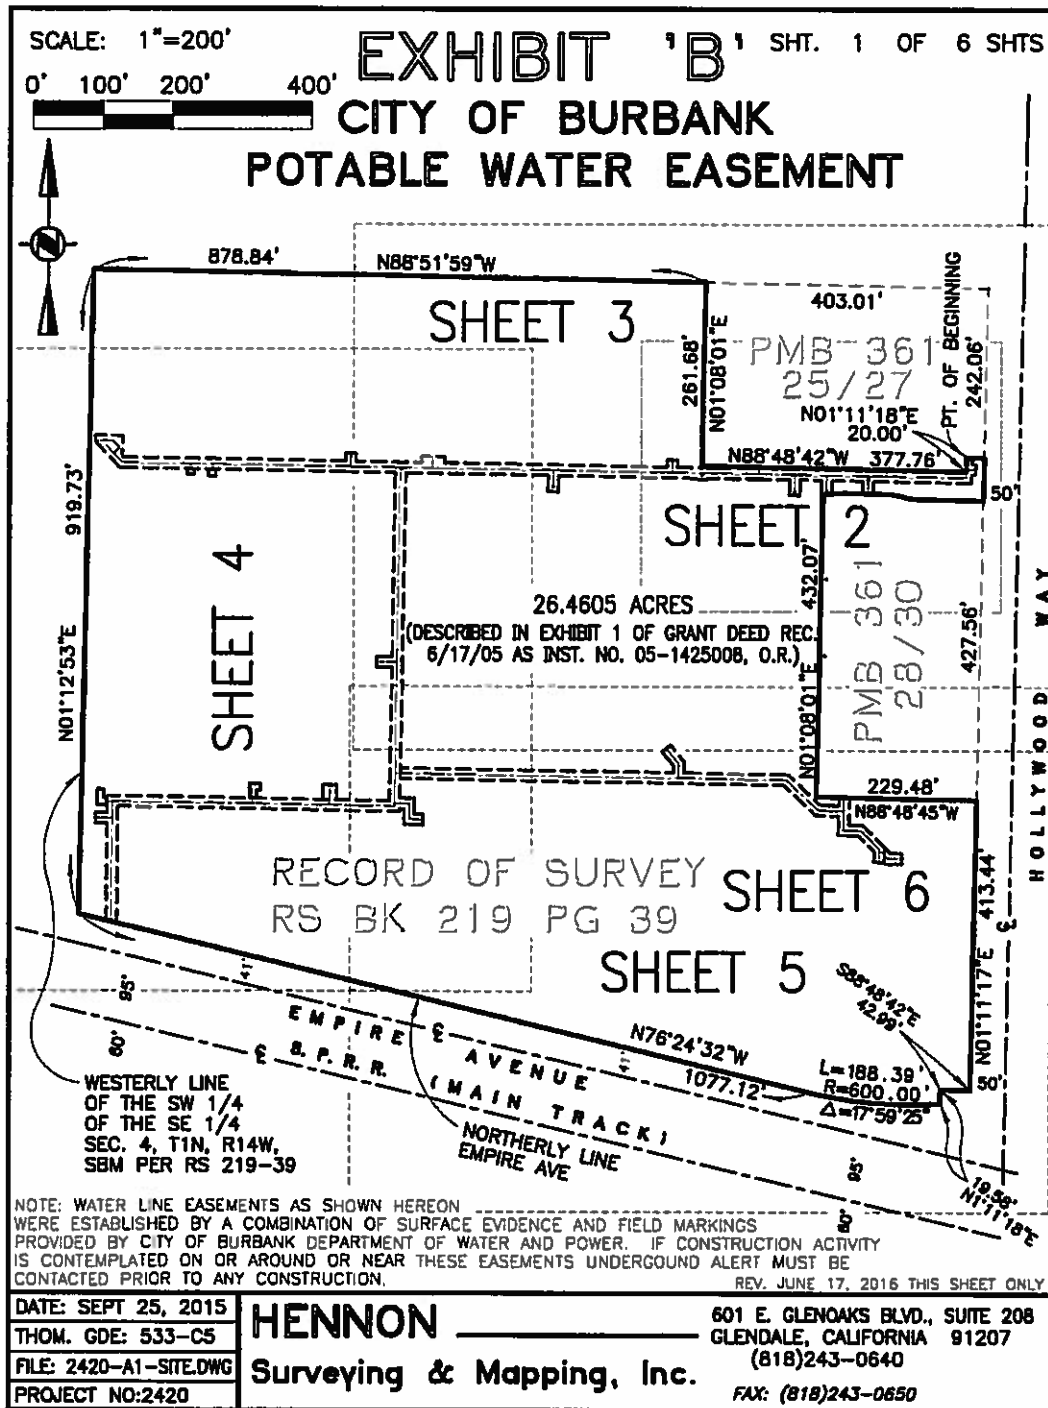 SCALE: 1"=200'
EXHIBIT 'B' SHT. 1 OF 6 SHTS
0' 100' 200' 400'
CITY OF BURBANK
POTABLE WATER EASEMENT
878.84'
N88°51'59"W
SHEET 3
403.01'
PT. OF BEGINNING
242.06'
261.68'
N01°08'01"E
PMB 361
25/27
N01°11'18"E
20.00'
N88°48'42"W 377.76'
50'
919.73'
N01°12'53"E
SHEET 4
SHEET 2
432.07'
N01°08'01"E
26.4605 ACRES
(DESCRIBED IN EXHIBIT 1 OF GRANT DEED REC.
6/17/05 AS INST. NO. 05-1425008, O.R.)
PMB 361
28/30
427.56'
HOLLYWOOD WAY
229.48'
N88°48'45"W
RECORD OF SURVEY
RS BK 219 PG 39
SHEET 6
SHEET 5
413.44'
N01°11'17"E
S88°48'42"E
42.99'
41'
95'
60'
EMPIRE AVENUE
S.P.R.R. (MAIN TRACK)
N76°24'32"W
1077.12'
41'
L=188.39'
R=600.00'
Δ=17°59'25"
50'
WESTERLY LINE
OF THE SW 1/4
OF THE SE 1/4
SEC. 4, T1N, R14W,
SBM PER RS 219-39
NORTHERLY LINE
EMPIRE AVE
95'
60'
19.58'
N1°11'18"E
NOTE: WATER LINE EASEMENTS AS SHOWN HEREON
WERE ESTABLISHED BY A COMBINATION OF SURFACE EVIDENCE AND FIELD MARKINGS
PROVIDED BY CITY OF BURBANK DEPARTMENT OF WATER AND POWER. IF CONSTRUCTION ACTIVITY
IS CONTEMPLATED ON OR AROUND OR NEAR THESE EASEMENTS UNDERGOUND ALERT MUST BE
CONTACTED PRIOR TO ANY CONSTRUCTION.
REV. JUNE 17, 2016 THIS SHEET ONLY
DATE: SEPT 25, 2015
THOM. GDE: 533-C5
FILE: 2420-A1-SITE.DWG
PROJECT NO:2420
HENNON
Surveying & Mapping, Inc.
601 E. GLENOAKS BLVD., SUITE 208
GLENDALE, CALIFORNIA 91207
(818)243-0640
FAX: (818)243-0650